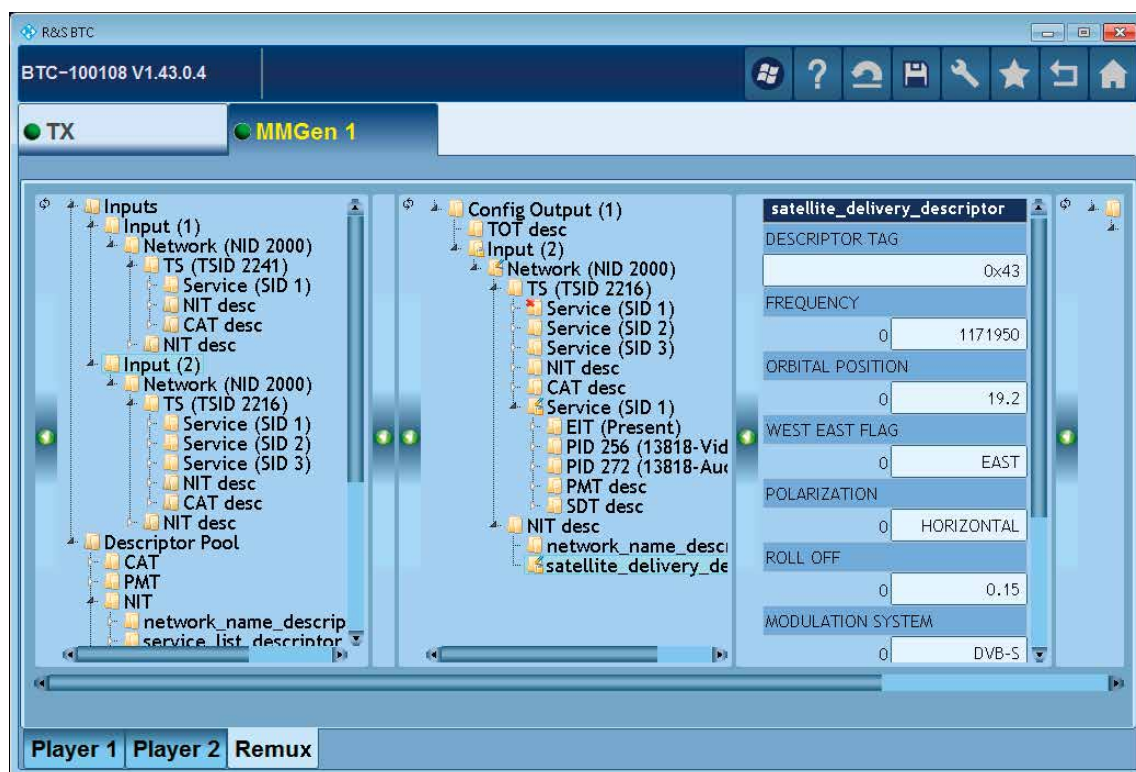 R&S BTC
BTC-100108 V1.43.0.4
TX
MMGen 1
Inputs
Input (1)
Network (NID 2000)
TS (TSID 2241)
Service (SID 1)
NIT desc
CAT desc
NIT desc
Input (2)
Network (NID 2000)
TS (TSID 2216)
Service (SID 1)
Service (SID 2)
Service (SID 3)
NIT desc
CAT desc
NIT desc
Descriptor Pool
CAT
PMT
NIT
network_name_descrip
service_list_descriptor
Config Output (1)
TOT desc
Input (2)
Network (NID 2000)
TS (TSID 2216)
Service (SID 1)
Service (SID 2)
Service (SID 3)
NIT desc
CAT desc
Service (SID 1)
EIT (Present)
PID 256 (13818-Vid
PID 272 (13818-Au
PMT desc
SDT desc
NIT desc
network_name_desc
satellite_delivery_de
satellite_delivery_descriptor
DESCRIPTOR TAG
0x43
FREQUENCY
0 1171950
ORBITAL POSITION
0 19.2
WEST EAST FLAG
0 EAST
POLARIZATION
0 HORIZONTAL
ROLL OFF
0 0.15
MODULATION SYSTEM
0 DVB-S
Player 1 Player 2 Remux